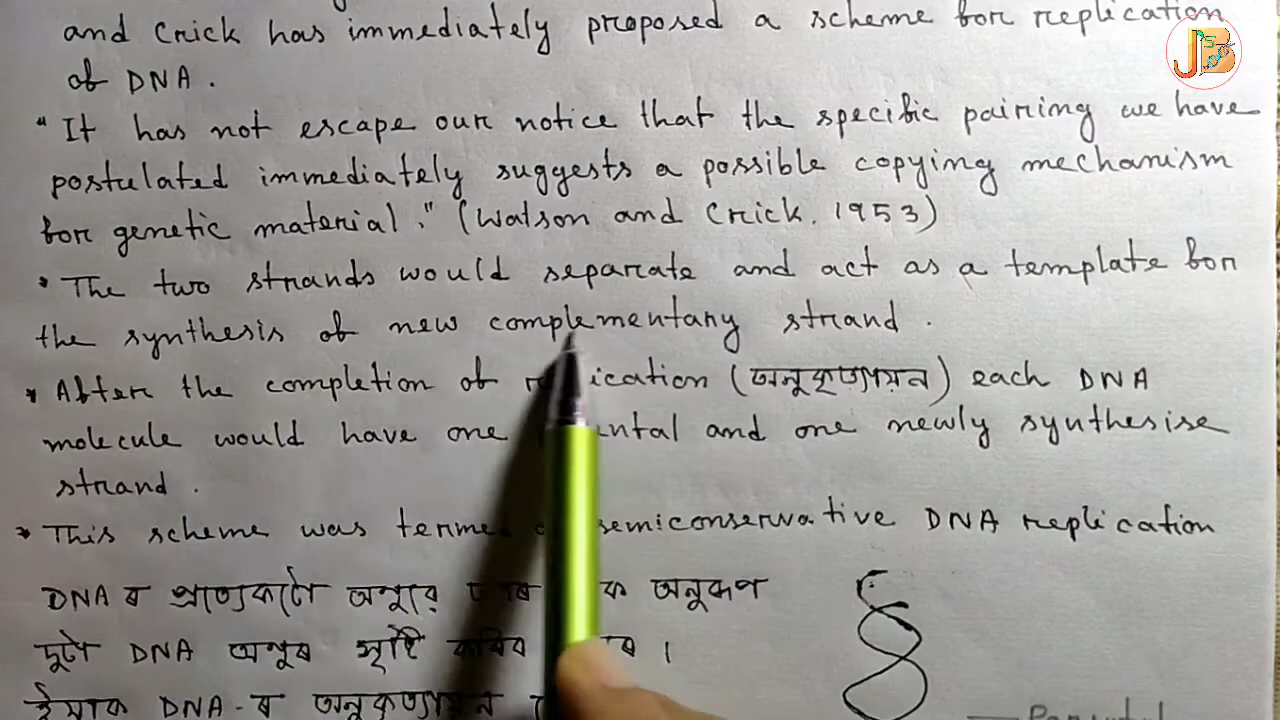 and Crick has immediately proposed a scheme for replication
of DNA.
"It has not escape our notice that the specific pairing we have
postulated immediately suggests a possible copying mechanism
for genetic material." (Watson and Crick. 1953)
* The two strands would separate and act as a template for
the synthesis of new complementary strand.
* After the completion of (অনুকৃত্যায়ন) each DNA
molecule would have one and one newly synthesise
strand.
* This scheme was semiconservative DNA replication
DNA ৰ প্ৰত্যেকটো অণুৱে অনুৰূপ
দুটা DNA অণুৰ সৃষ্টি কৰিব ।
ইয়াক DNA-ৰ অনুকৃত্যায়ন
JB